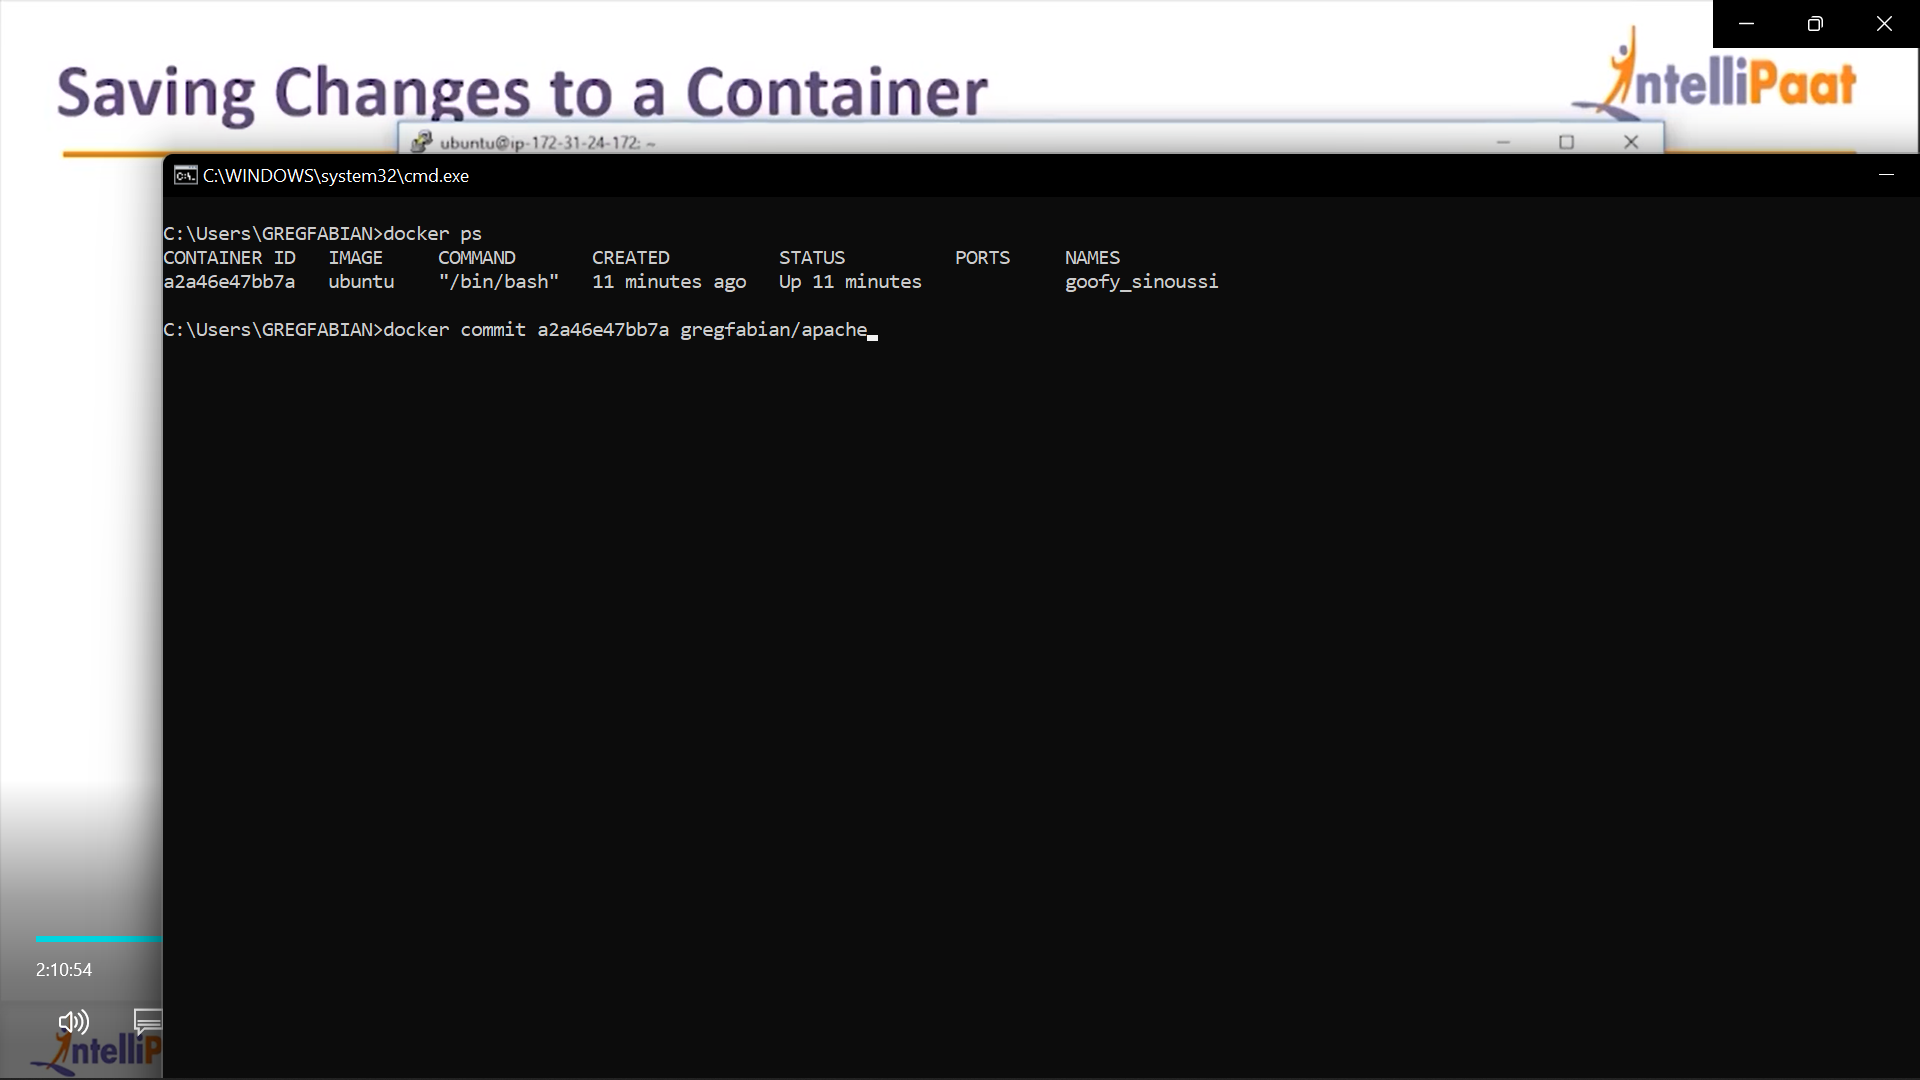 Saving Changes to a Container
IntelliPaat
ubuntu@ip-172-31-24-172: ~
C:\WINDOWS\system32\cmd.exe
C:\Users\GREGFABIAN>docker ps
CONTAINER ID   IMAGE     COMMAND       CREATED          STATUS          PORTS     NAMES
a2a46e47bb7a   ubuntu    "/bin/bash"   11 minutes ago   Up 11 minutes             goofy_sinoussi
C:\Users\GREGFABIAN>docker commit a2a46e47bb7a gregfabian/apache
2:10:54
IntelliP